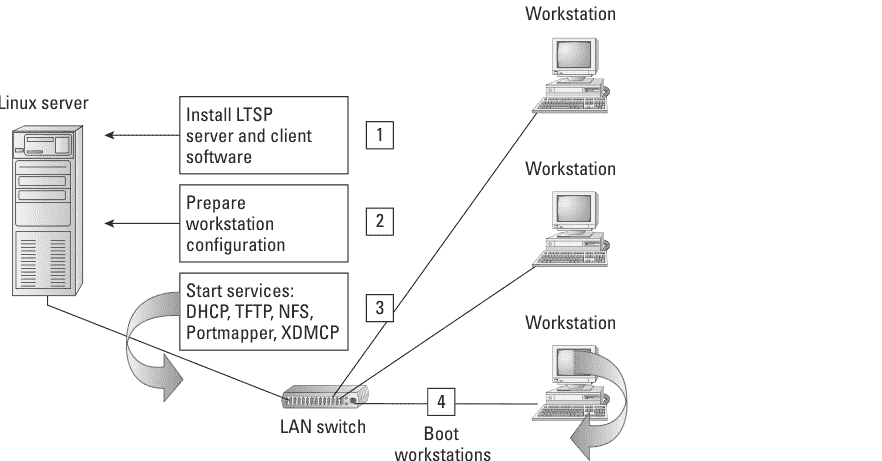 Workstation
Linux server
Install LTSP
server and client
software
1
Workstation
Prepare
workstation
configuration
2
Start services:
DHCP, TFTP, NFS,
Portmapper, XDMCP
3
Workstation
4
LAN switch
Boot
workstations